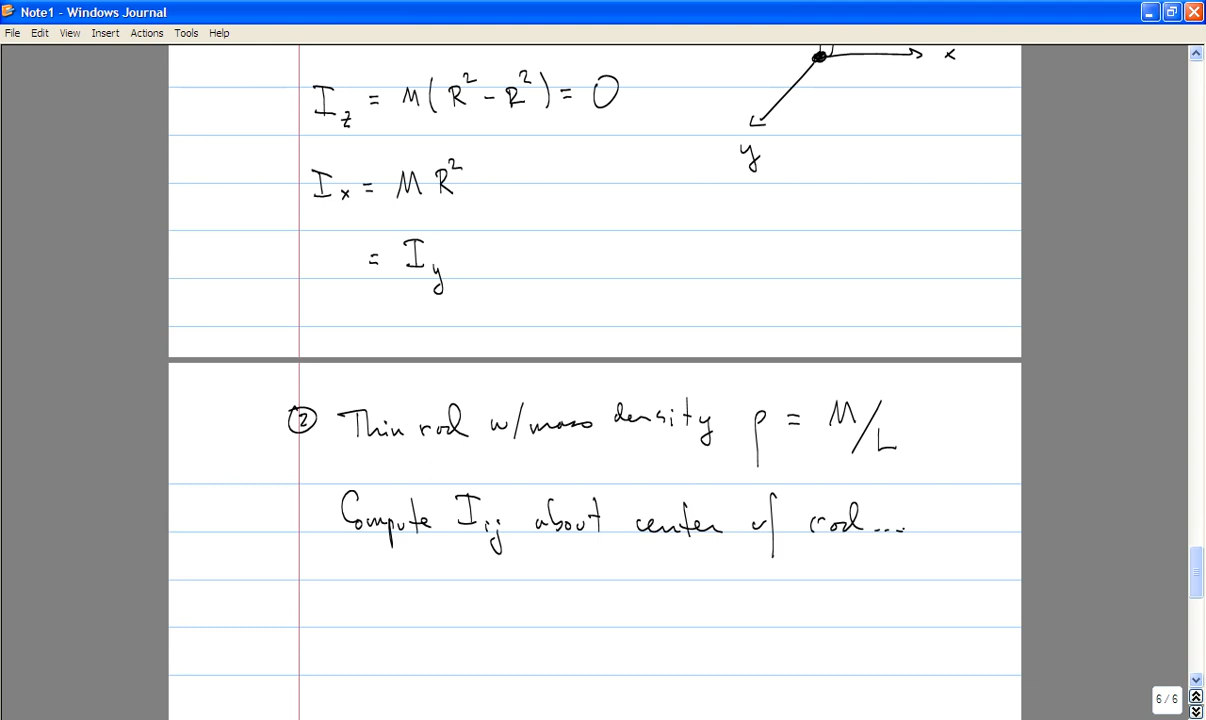 Note1 - Windows Journal
File Edit View Insert Actions Tools Help
x
I_z = M(R² - R²) = 0
y
I_x = M R²
= I_y
② Thin rod w/mass density ρ = M/L
Compute I_ij about center of rod...
6/6